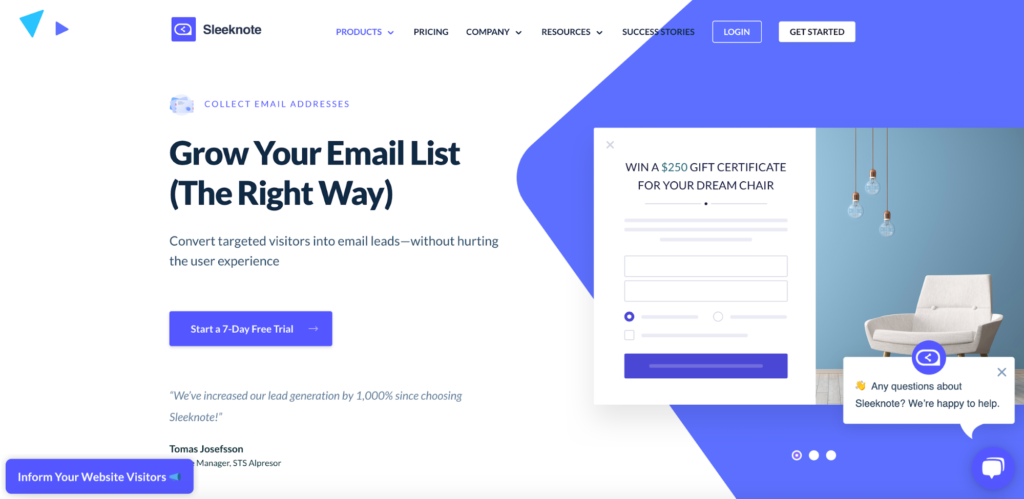 Sleeknote
PRODUCTS
PRICING
COMPANY
RESOURCES
SUCCESS STORIES
LOGIN
GET STARTED
COLLECT EMAIL ADDRESSES
Grow Your Email List
(The Right Way)
Convert targeted visitors into email leads—without hurting
the user experience
Start a 7-Day Free Trial →
“We’ve increased our lead generation by 1,000% since choosing
Sleeknote!”
Tomas Josefsson
Manager, STS Alpresor
Inform Your Website Visitors
WIN A $250 GIFT CERTIFICATE
FOR YOUR DREAM CHAIR
👋 Any questions about
Sleeknote? We’re happy to help.